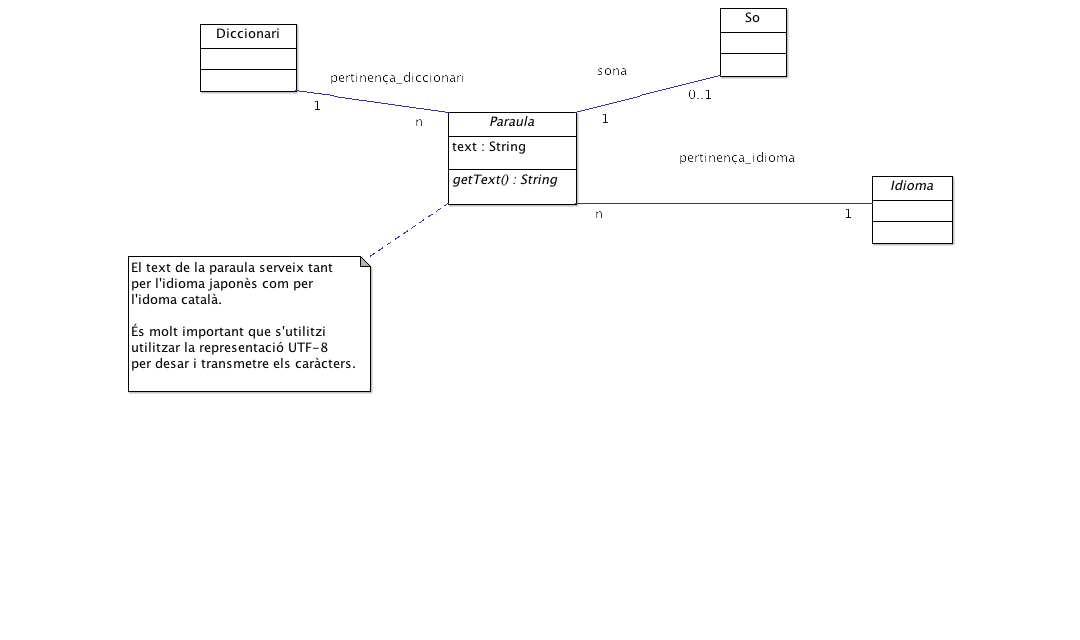 So
Diccionari
sona
pertinença_diccionari
0..1
1
n
1
Paraula
text : String
pertinença_idioma
getText() : String
Idioma
n
1
El text de la paraula serveix tant
per l'idioma japonès com per
l'idoma català.
És molt important que s'utilitzi
utilitzar la representació UTF-8
per desar i transmetre els caràcters.